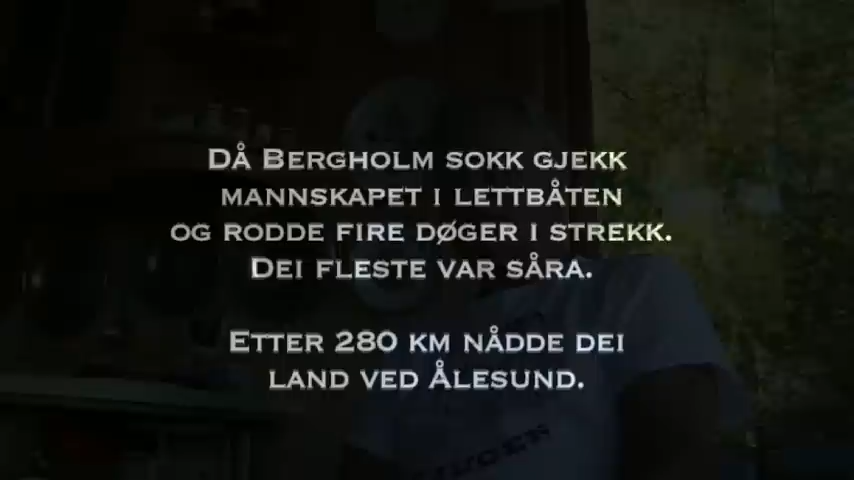 Då Bergholm sokk gjekk
mannskapet i lettbåten
og rodde fire døger i strekk.
Dei fleste var såra.
Etter 280 km nådde dei
land ved Ålesund.